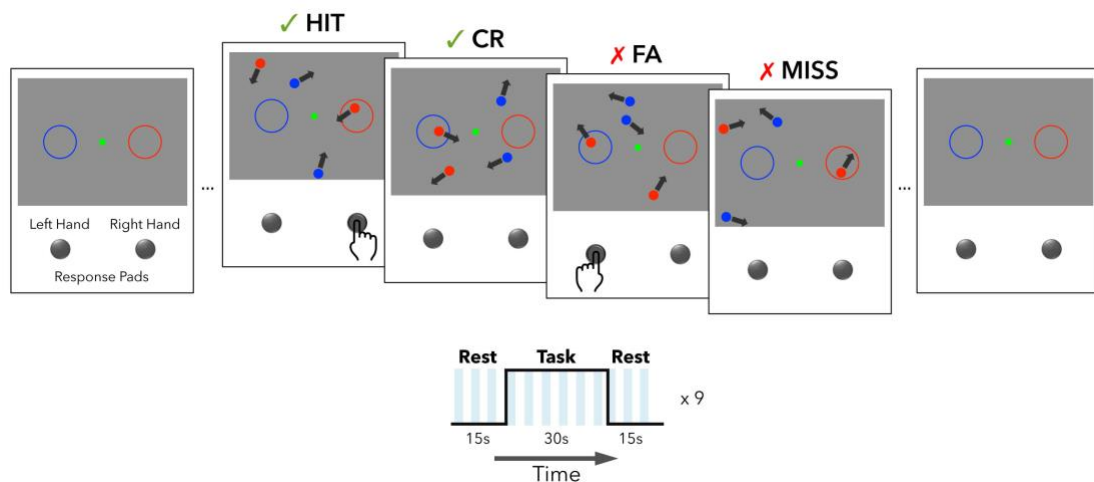 ✓ HIT
✓ CR
✗ FA
✗ MISS
...
...
Left Hand Right Hand
Response Pads
Rest Task Rest
x 9
15s 30s 15s
Time